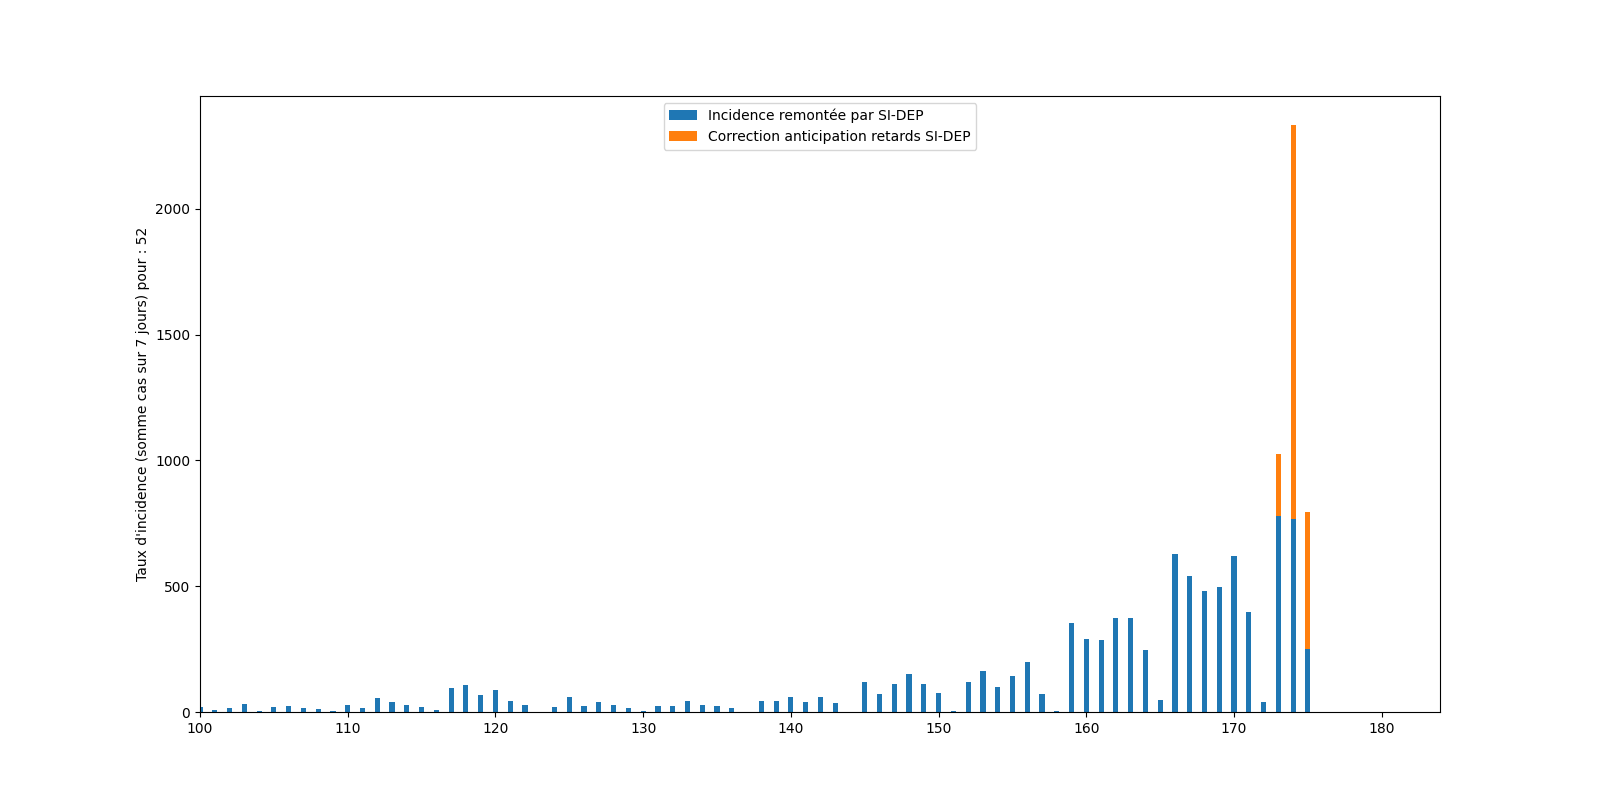 Incidence remontée par SI-DEP
Correction anticipation retards SI-DEP
Taux d'incidence (somme cas sur 7 jours) pour : 52
2000
1500
1000
500
0
100 110 120 130 140 150 160 170 180